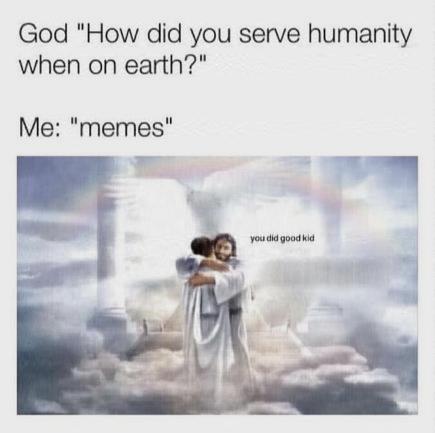 God "How did you serve humanity
when on earth?"
Me: "memes"
you did good kid